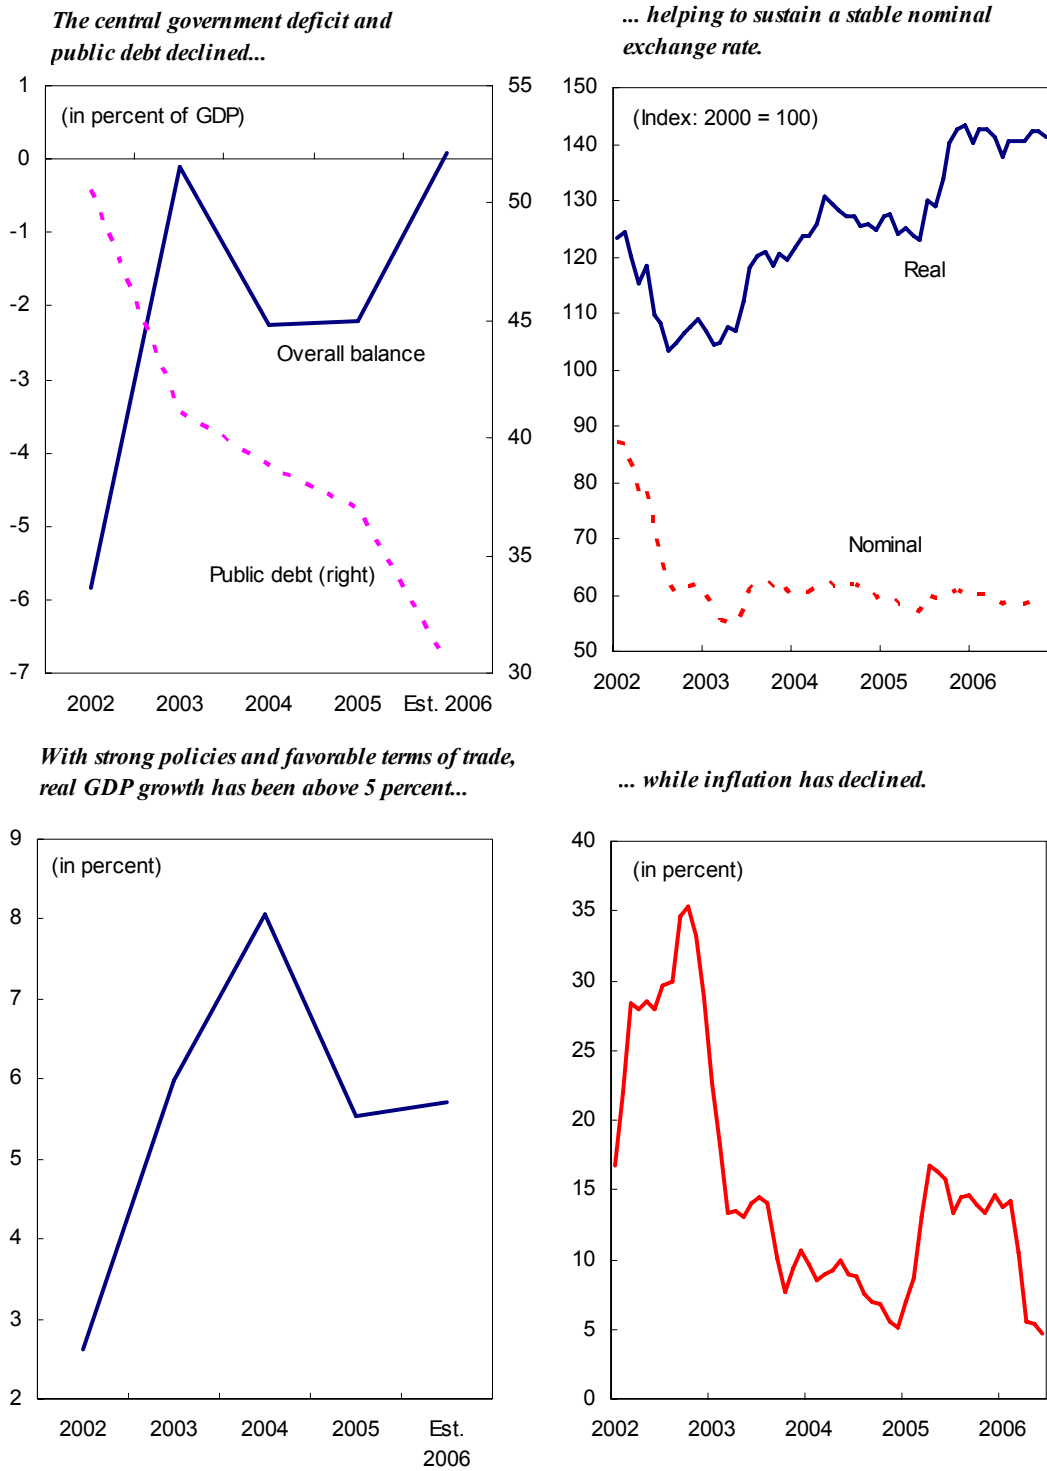 The central government deficit and
public debt declined...
1
0
-1
-2
-3
-4
-5
-6
-7
(in percent of GDP)
Overall balance
Public debt (right)
55
50
45
40
35
30
2002 2003 2004 2005 Est. 2006
... helping to sustain a stable nominal
exchange rate.
150
140
130
120
110
100
90
80
70
60
50
(Index: 2000 = 100)
Real
Nominal
2002 2003 2004 2005 2006
With strong policies and favorable terms of trade,
real GDP growth has been above 5 percent...
9
8
7
6
5
4
3
2
(in percent)
2002 2003 2004 2005 Est.
2006
... while inflation has declined.
40
35
30
25
20
15
10
5
0
(in percent)
2002 2003 2004 2005 2006